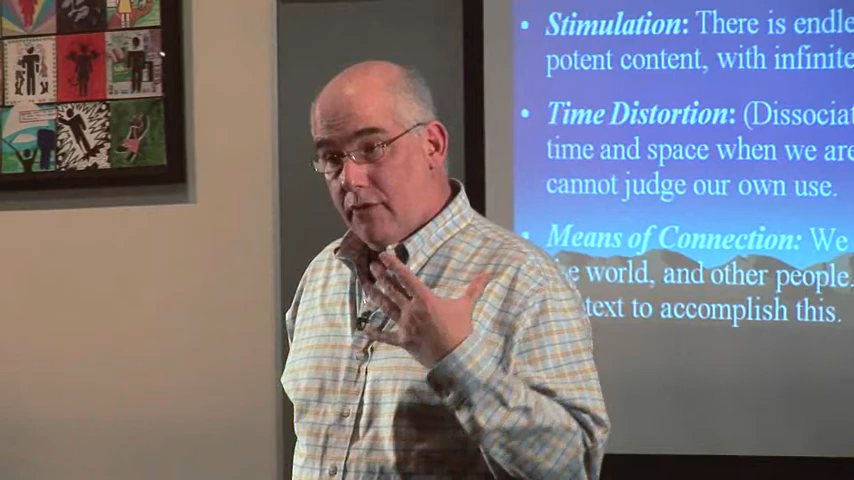 Stimulation: There is endle
potent content, with infinite
Time Distortion: (Dissociat
time and space when we are
cannot judge our own use.
Means of Connection: We
world, and other people,
text to accomplish this.